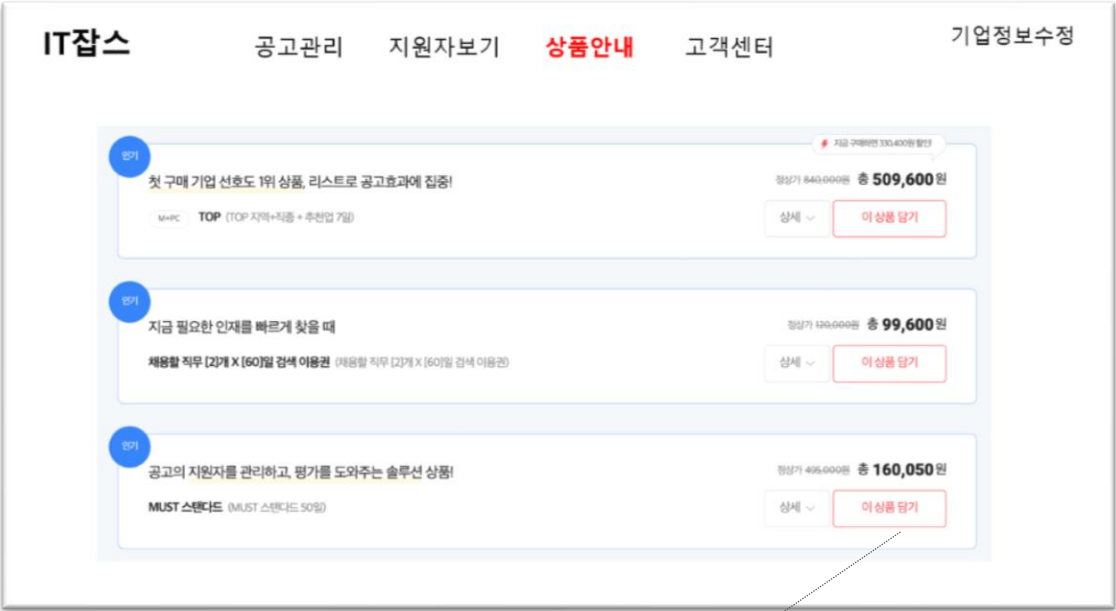 IT잡스 공고관리 지원자보기 상품안내 고객센터 기업정보수정
지금 구매하면 330,400원 할인!
인기
첫 구매 기업 선호도 1위 상품, 리스트로 공고효과에 집중!
정상가 840,000원 총 509,600원
M+PC TOP (TOP 지역+직종 + 추천업 7일)
상세 이 상품 담기
인기
지금 필요한 인재를 빠르게 찾을 때
정상가 120,000원 총 99,600원
채용할 직무 [2]개 X [60]일 검색 이용권 (채용할 직무 [2]개 X [60]일 검색 이용권)
상세 이 상품 담기
인기
공고의 지원자를 관리하고, 평가를 도와주는 솔루션 상품!
정상가 495,000원 총 160,050원
MUST 스탠다드 (MUST 스탠다드 50일)
상세 이 상품 담기